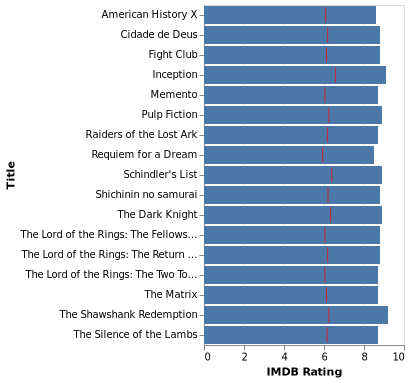 American History X
Cidade de Deus
Fight Club
Inception
Memento
Pulp Fiction
Raiders of the Lost Ark
Requiem for a Dream
Schindler's List
Shichinin no samurai
The Dark Knight
The Lord of the Rings: The Fellows…
The Lord of the Rings: The Return …
The Lord of the Rings: The Two To…
The Matrix
The Shawshank Redemption
The Silence of the Lambs
Title
0 2 4 6 8 10
IMDB Rating